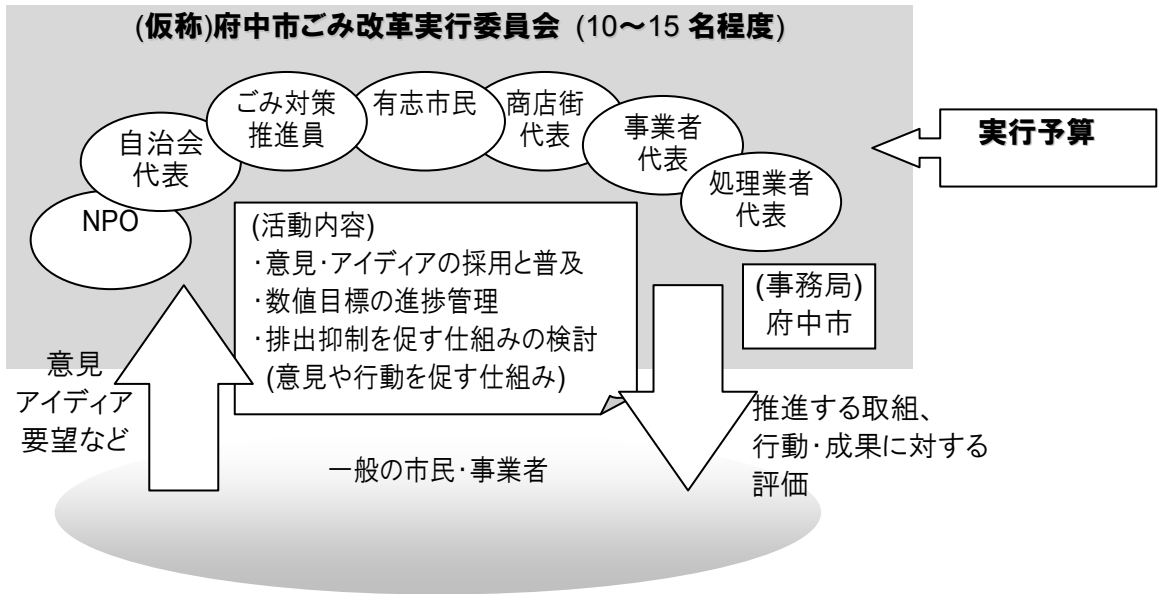 (仮称)府中市ごみ改革実行委員会 (10～15 名程度)
ごみ対策
推進員
有志市民
商店街
代表
自治会
代表
事業者
代表
処理業者
代表
NPO
実行予算
(活動内容)
・意見・アイディアの採用と普及
・数値目標の進捗管理
・排出抑制を促す仕組みの検討
(意見や行動を促す仕組み)
(事務局)
府中市
意見
アイディア
要望など
推進する取組、
行動・成果に対する
評価
一般の市民・事業者